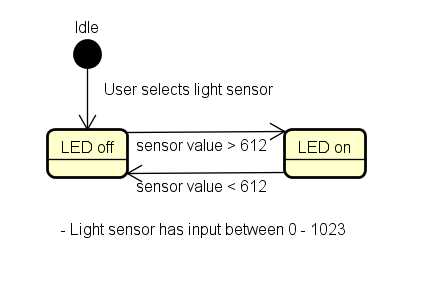 Idle
User selects light sensor
LED off
LED on
sensor value > 612
sensor value < 612
- Light sensor has input between 0 - 1023